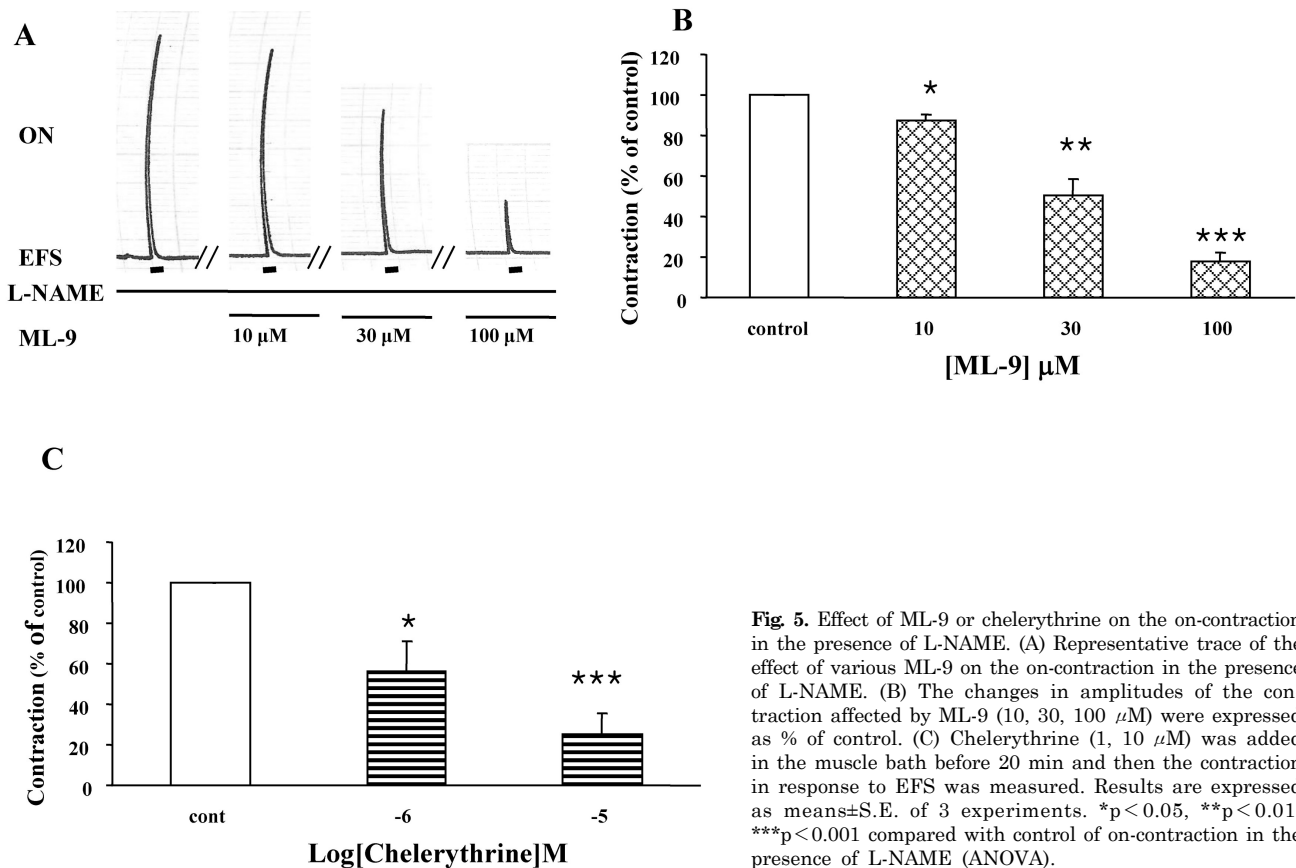 A
ON
EFS
L-NAME
ML-9
10 μM 30 μM 100 μM
B
Contraction (% of control)
120
100
80
60
40
20
0
*
**
***
control 10 30 100
[ML-9] μM
C
Contraction (% of control)
120
100
80
60
40
20
0
*
***
cont -6 -5
Log[Chelerythrine]M
Fig. 5. Effect of ML-9 or chelerythrine on the on-contraction
in the presence of L-NAME. (A) Representative trace of the
effect of various ML-9 on the on-contraction in the presence
of L-NAME. (B) The changes in amplitudes of the con
traction affected by ML-9 (10, 30, 100 μM) were expressed
as % of control. (C) Chelerythrine (1, 10 μM) was added
in the muscle bath before 20 min and then the contraction
in response to EFS was measured. Results are expressed
as means±S.E. of 3 experiments. *p<0.05, **p<0.01
***p<0.001 compared with control of on-contraction in the
presence of L-NAME (ANOVA).